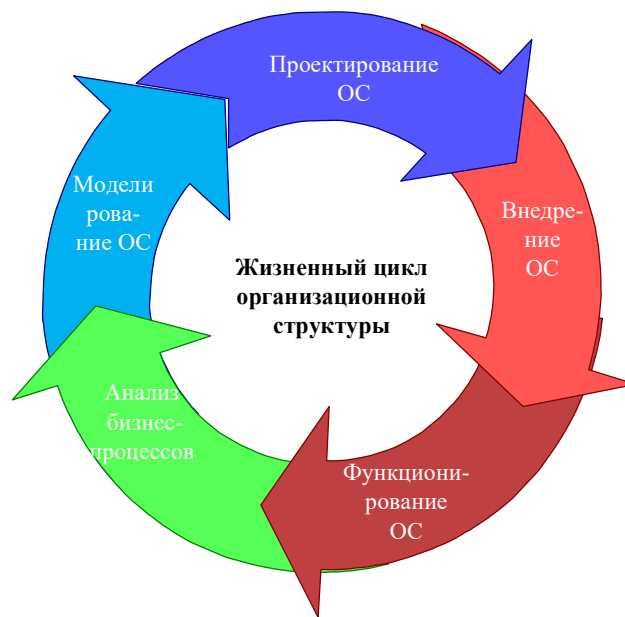 Проектирование
ОС
Внедре-
ние
ОС
Функциони-
рование
ОС
Анализ
бизнес-
процессов
Модели
рова-
ние ОС
Жизненный цикл
организационной
структуры